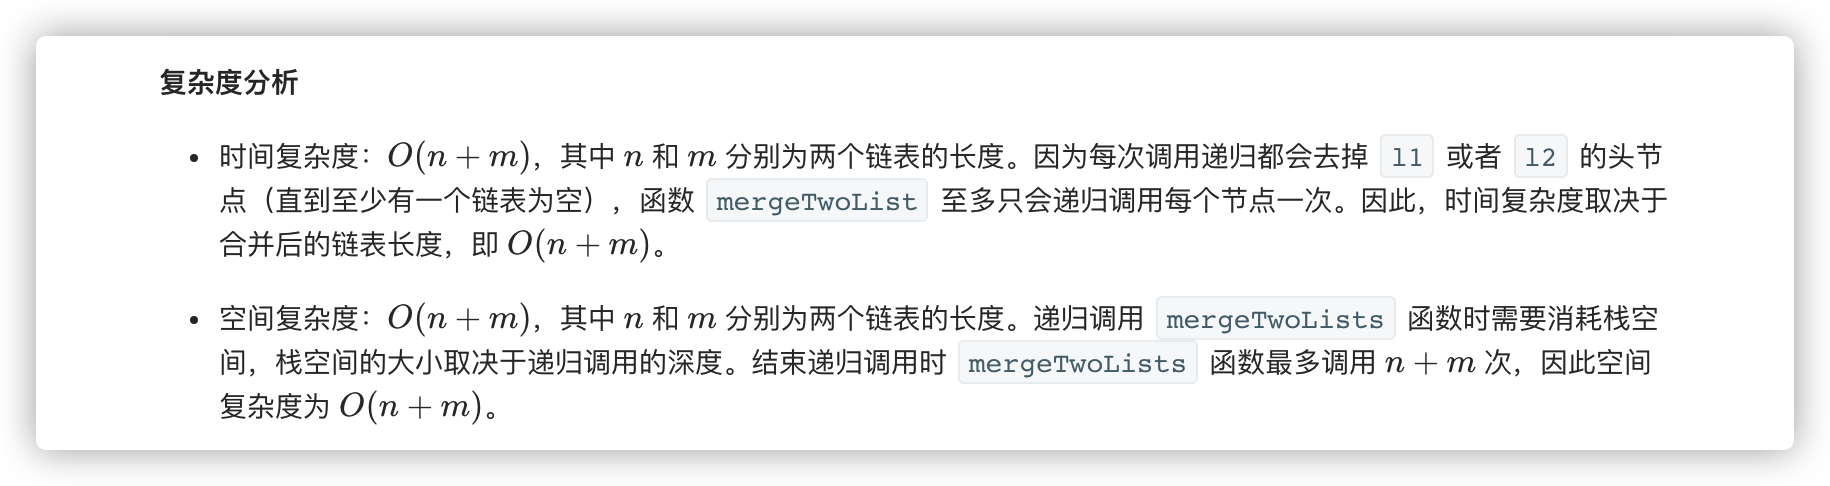 复杂度分析
• 时间复杂度：O(n + m)，其中 n 和 m 分别为两个链表的长度。因为每次调用递归都会去掉 l1 或者 l2 的头节
点（直到至少有一个链表为空），函数 mergeTwoList 至多只会递归调用每个节点一次。因此，时间复杂度取决于
合并后的链表长度，即 O(n + m)。
• 空间复杂度：O(n + m)，其中 n 和 m 分别为两个链表的长度。递归调用 mergeTwoLists 函数时需要消耗栈空
间，栈空间的大小取决于递归调用的深度。结束递归调用时 mergeTwoLists 函数最多调用 n + m 次，因此空间
复杂度为 O(n + m)。